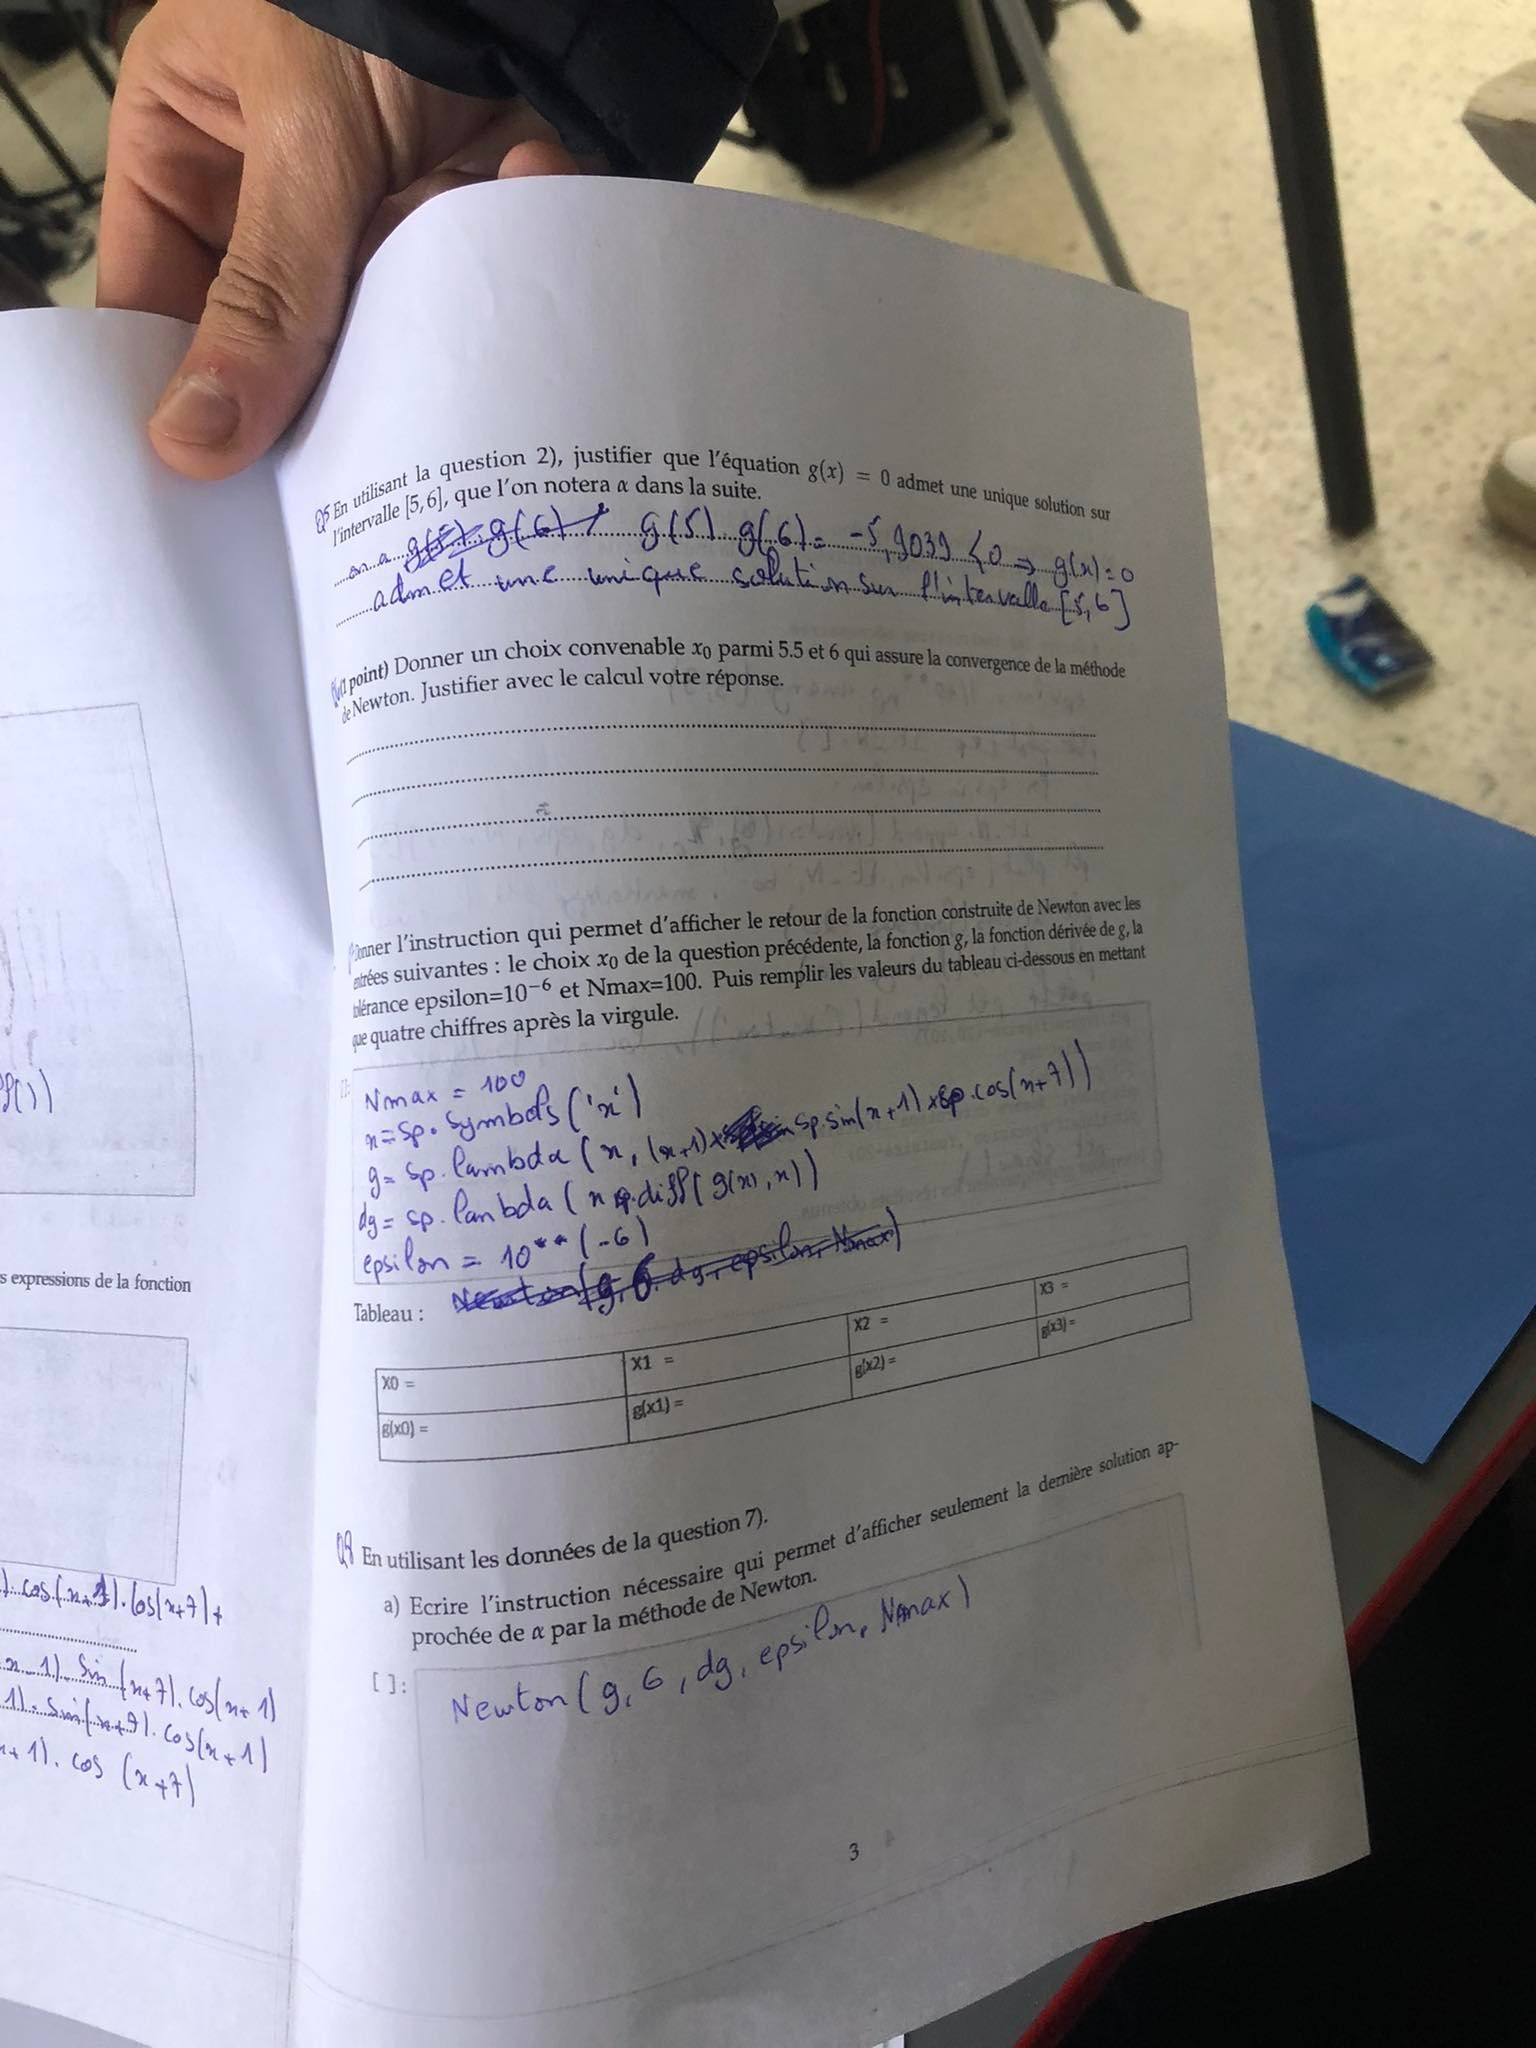 ff(1)
s expressions de la fonction
). cos(x+1). cos(x+7)+
x-1) Sin(x+7). cos(x+1)
1). sin(x+7). cos(x+1)
x+1). cos (x+7)
Q5 En utilisant la question 2), justifier que l'équation g(x) = 0 admet une unique solution sur
l'intervalle [5,6], que l'on notera α dans la suite.
on a g(5) g(6) g(5) g(6) = -5,9039 <0 ⇒ g(x)=0
admet une unique solution sur l'intervalle [5,6]
(1 point) Donner un choix convenable x0 parmi 5.5 et 6 qui assure la convergence de la méthode
de Newton. Justifier avec le calcul votre réponse.
Donner l'instruction qui permet d'afficher le retour de la fonction construite de Newton avec les
entrées suivantes : le choix x0 de la question précédente, la fonction g, la fonction dérivée de g, la
tolérance epsilon=10^-6 et Nmax=100. Puis remplir les valeurs du tableau ci-dessous en mettant
que quatre chiffres après la virgule.
Nmax = 100
x=sp. symbols ('x')
g= sp. lambda (x, (x+1)* sp.sin(x+1)*sp.cos(x+7))
dg= sp. lambda (x sp.diff(g(x),x))
epsilon = 10**(-6)
Newton(g, 6, dg, epsilon, Nmax)
Tableau :
X0 = X1 = X2 = X3 =
g(x0) = g(x1) = g(x2) = g(x3) =
Q8 En utilisant les données de la question 7).
a) Ecrire l'instruction nécessaire qui permet d'afficher seulement la dernière solution ap-
prochée de α par la méthode de Newton.
[ ]:
Newton (g, 6, dg, epsilon, Nmax)
3